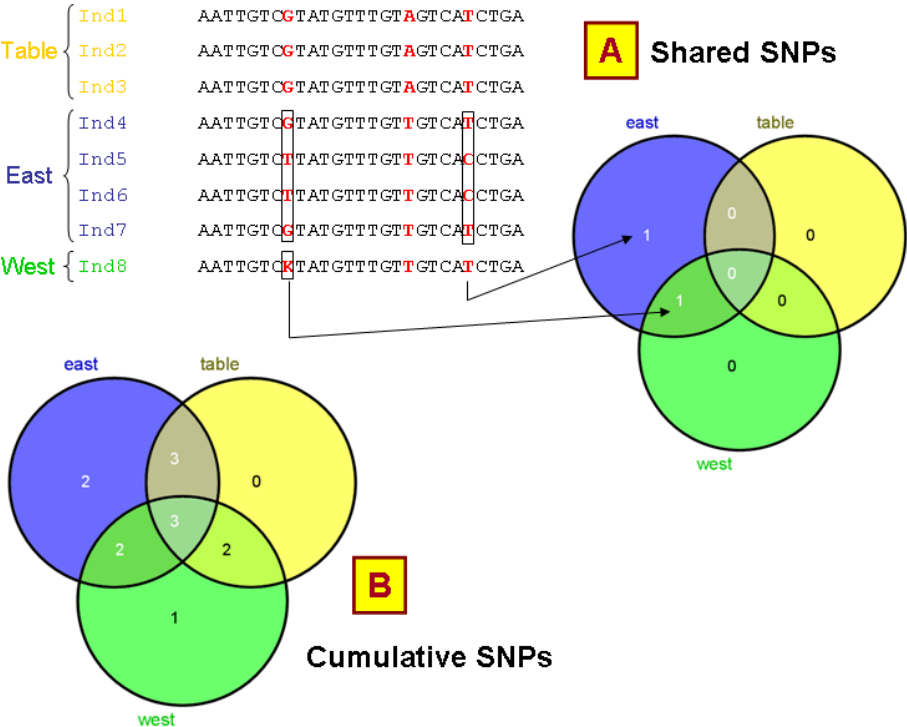 Table
Ind1 AATTGTCGTATGTTTGTAGTCATCTGA
Ind2 AATTGTCGTATGTTTGTAGTCATCTGA
Ind3 AATTGTCGTATGTTTGTAGTCATCTGA
East
Ind4 AATTGTCGTATGTTTGTTGTCATCTGA
Ind5 AATTGTCTTATGTTTGTTGTCACCTGA
Ind6 AATTGTCTTATGTTTGTTGTCACCTGA
Ind7 AATTGTCGTATGTTTGTTGTCATCTGA
West
Ind8 AATTGTCKTATGTTTGTTGTCATCTGA
A Shared SNPs
east table
0
1 0
0
1 0
0
west
east table
3
2 0
3
2 2
1
west
B
Cumulative SNPs